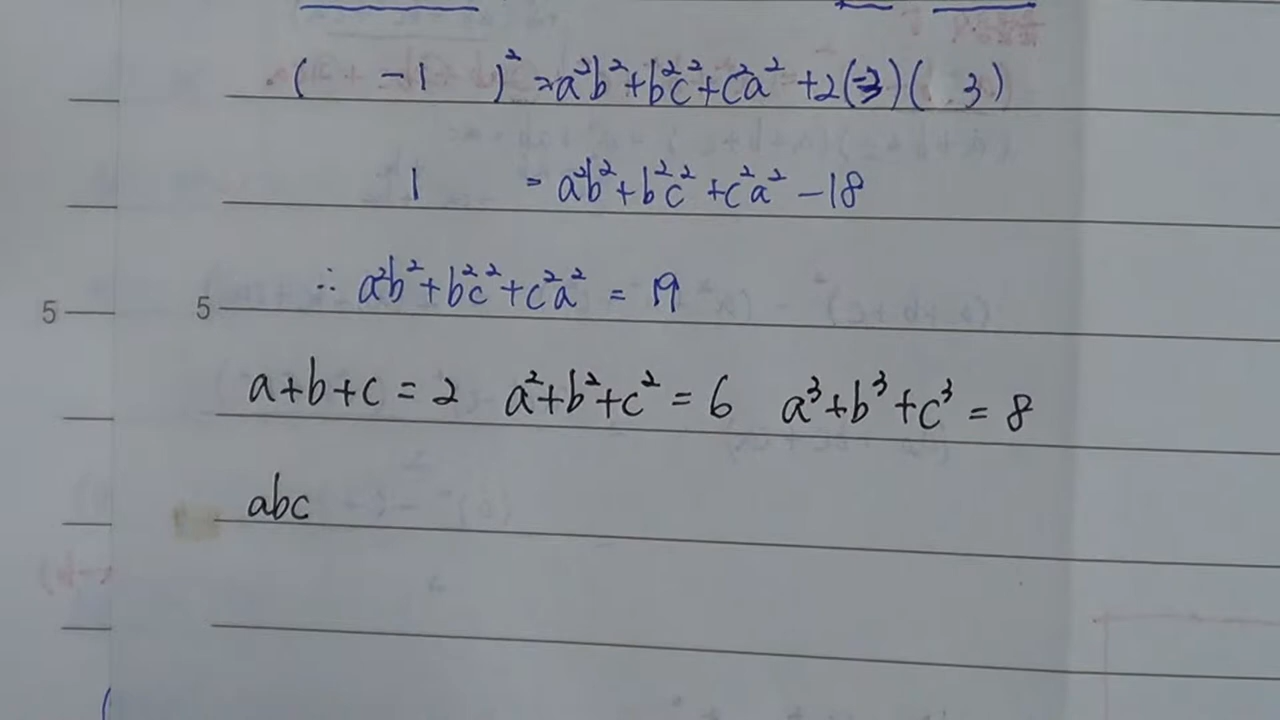 ( -1 )² = a²b²+b²c²+c²a² +2(-3)( 3)
1 = a²b²+b²c²+c²a² -18
∴ a²b²+b²c²+c²a² = 19
5 5
a+b+c = 2 a²+b²+c² = 6 a³+b³+c³ = 8
abc